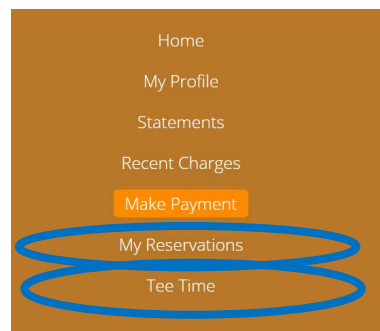 Home
My Profile
Statements
Recent Charges
Make Payment
My Reservations
Tee Time